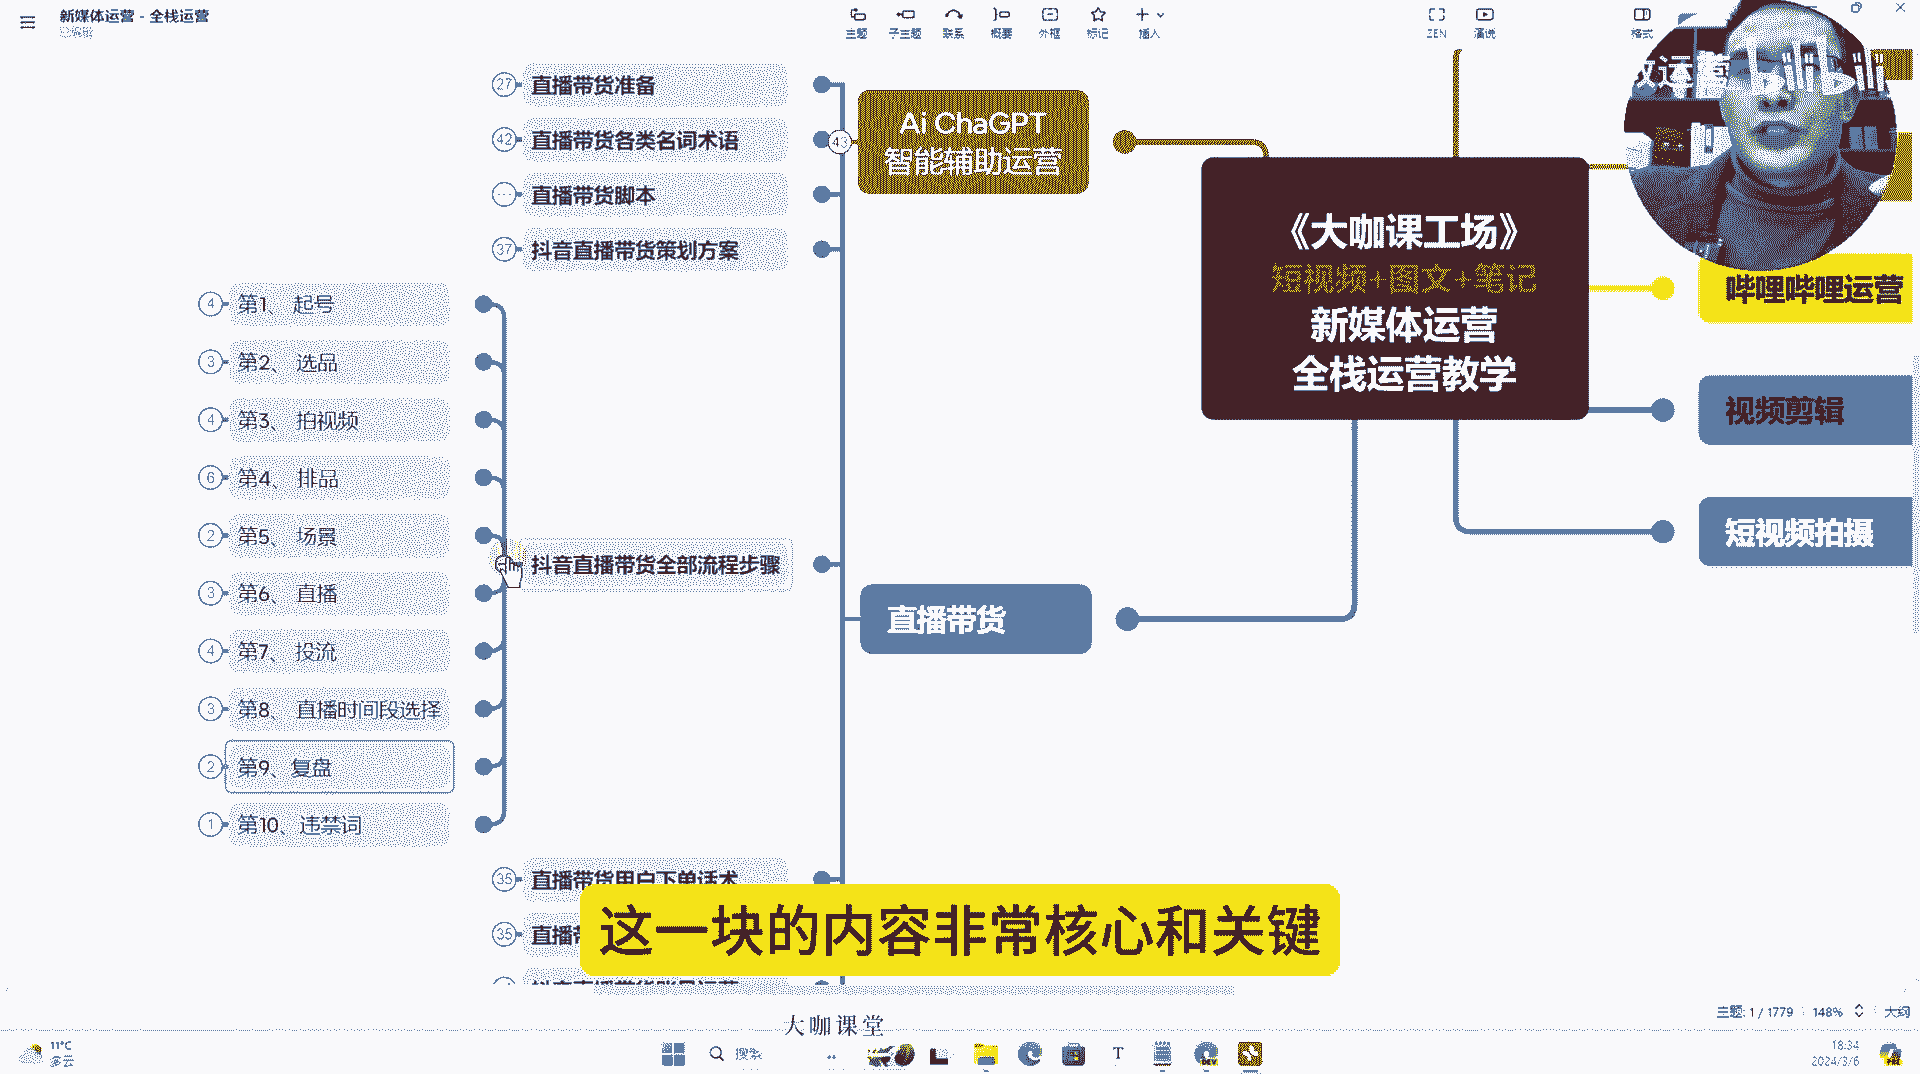 新媒体运营 - 全栈运营
已编辑
主题
子主题
联系
概要
外框
标记
插入
ZEN
演说
格式
27
直播带货准备
42
直播带货各类名词术语
直播带货脚本
37
抖音直播带货策划方案
4
第1、 起号
3
第2、 选品
4
第3、 拍视频
6
第4、 排品
2
第5、 场景
3
第6、 直播
4
第7、 投流
3
第8、 直播时间段选择
2
第9、复盘
1
第10、违禁词
抖音直播带货全部流程步骤
35
直播带货用户下单话术
35
43
Ai ChaGPT
智能辅助运营
直播带货
《大咖课工场》
短视频+图文+笔记
新媒体运营
全栈运营教学
bilibili
哔哩哔哩运营
视频剪辑
短视频拍摄
这一块的内容非常核心和关键
主题: 1 / 1779
148%
大纲
大咖课堂
11°C
多云
搜索
18:34
2024/3/6